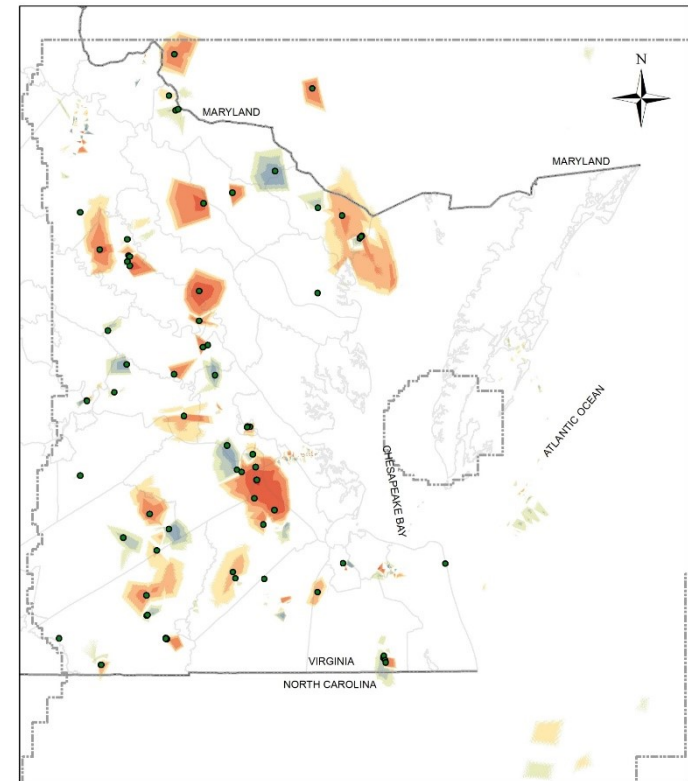 N
MARYLAND
MARYLAND
ATLANTIC OCEAN
CHESAPEAKE BAY
VIRGINIA
NORTH CAROLINA